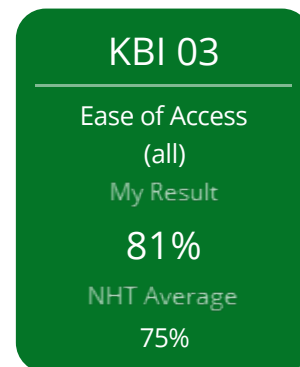 KBI 03
Ease of Access
(all)
My Result
81%
NHT Average
75%